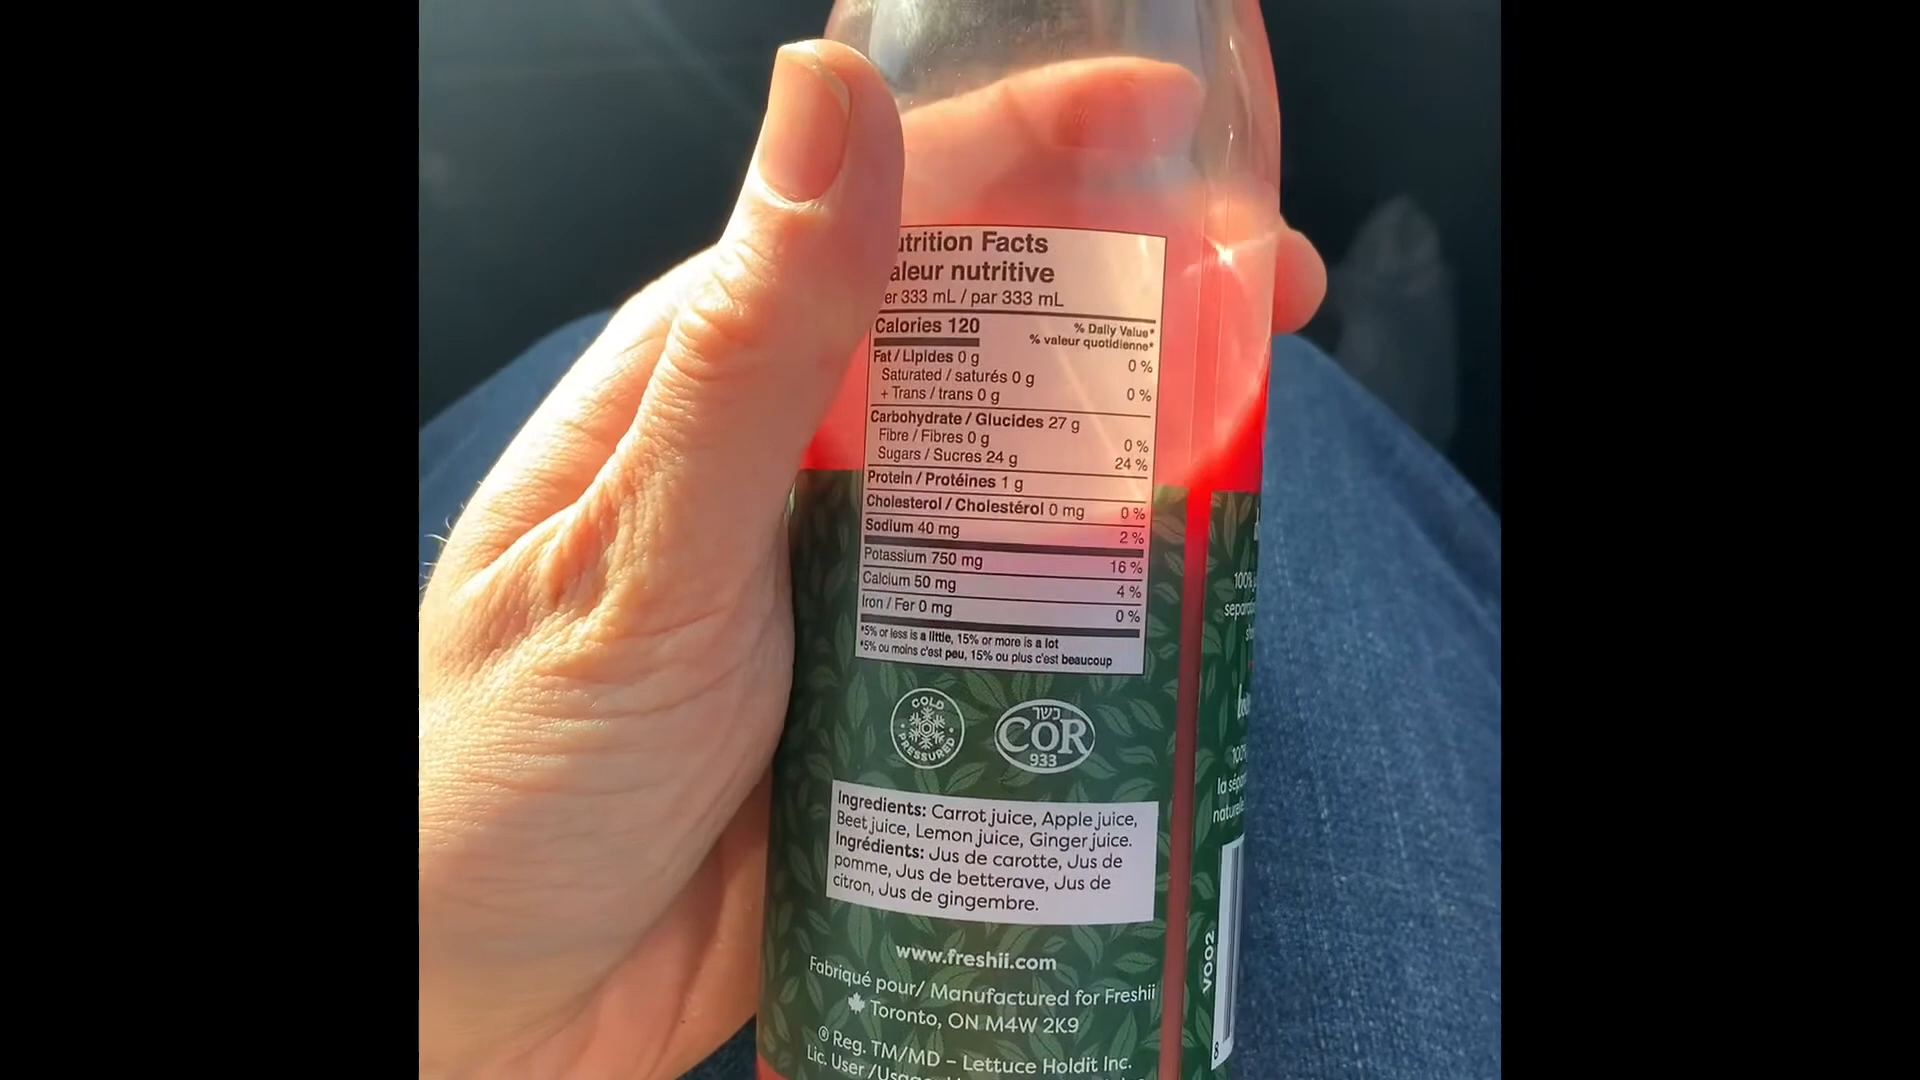 utrition Facts
aleur nutritive
er 333 mL / par 333 mL
Calories 120
% Daily Value*
% valeur quotidienne*
Fat / Lipides 0 g 0 %
Saturated / saturés 0 g
+ Trans / trans 0 g 0 %
Carbohydrate / Glucides 27 g
Fibre / Fibres 0 g 0 %
Sugars / Sucres 24 g 24 %
Protein / Protéines 1 g
Cholesterol / Cholestérol 0 mg 0 %
Sodium 40 mg 2 %
Potassium 750 mg 16 %
Calcium 50 mg 4 %
Iron / Fer 0 mg 0 %
*5% or less is a little, 15% or more is a lot
*5% ou moins c'est peu, 15% ou plus c'est beaucoup
COLD
PRESSURED
כשר
COR
933
Ingredients: Carrot juice, Apple juice,
Beet juice, Lemon juice, Ginger juice.
Ingrédients: Jus de carotte, Jus de
pomme, Jus de betterave, Jus de
citron, Jus de gingembre.
www.freshii.com
Fabriqué pour/ Manufactured for Freshii
Toronto, ON M4W 2K9
® Reg. TM/MD – Lettuce Holdit Inc.
Lic. User
100%
100%
V002
8